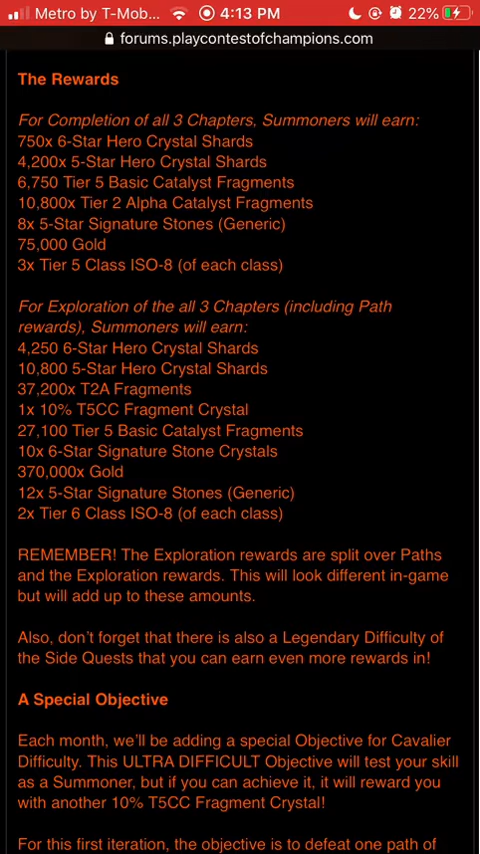 Metro by T-Mob... 4:13 PM 22%
forums.playcontestofchampions.com
The Rewards
For Completion of all 3 Chapters, Summoners will earn:
750x 6-Star Hero Crystal Shards
4,200x 5-Star Hero Crystal Shards
6,750 Tier 5 Basic Catalyst Fragments
10,800x Tier 2 Alpha Catalyst Fragments
8x 5-Star Signature Stones (Generic)
75,000 Gold
3x Tier 5 Class ISO-8 (of each class)
For Exploration of the all 3 Chapters (including Path
rewards), Summoners will earn:
4,250 6-Star Hero Crystal Shards
10,800 5-Star Hero Crystal Shards
37,200x T2A Fragments
1x 10% T5CC Fragment Crystal
27,100 Tier 5 Basic Catalyst Fragments
10x 6-Star Signature Stone Crystals
370,000x Gold
12x 5-Star Signature Stones (Generic)
2x Tier 6 Class ISO-8 (of each class)
REMEMBER! The Exploration rewards are split over Paths
and the Exploration rewards. This will look different in-game
but will add up to these amounts.
Also, don't forget that there is also a Legendary Difficulty of
the Side Quests that you can earn even more rewards in!
A Special Objective
Each month, we'll be adding a special Objective for Cavalier
Difficulty. This ULTRA DIFFICULT Objective will test your skill
as a Summoner, but if you can achieve it, it will reward you
with another 10% T5CC Fragment Crystal!
For this first iteration, the objective is to defeat one path of